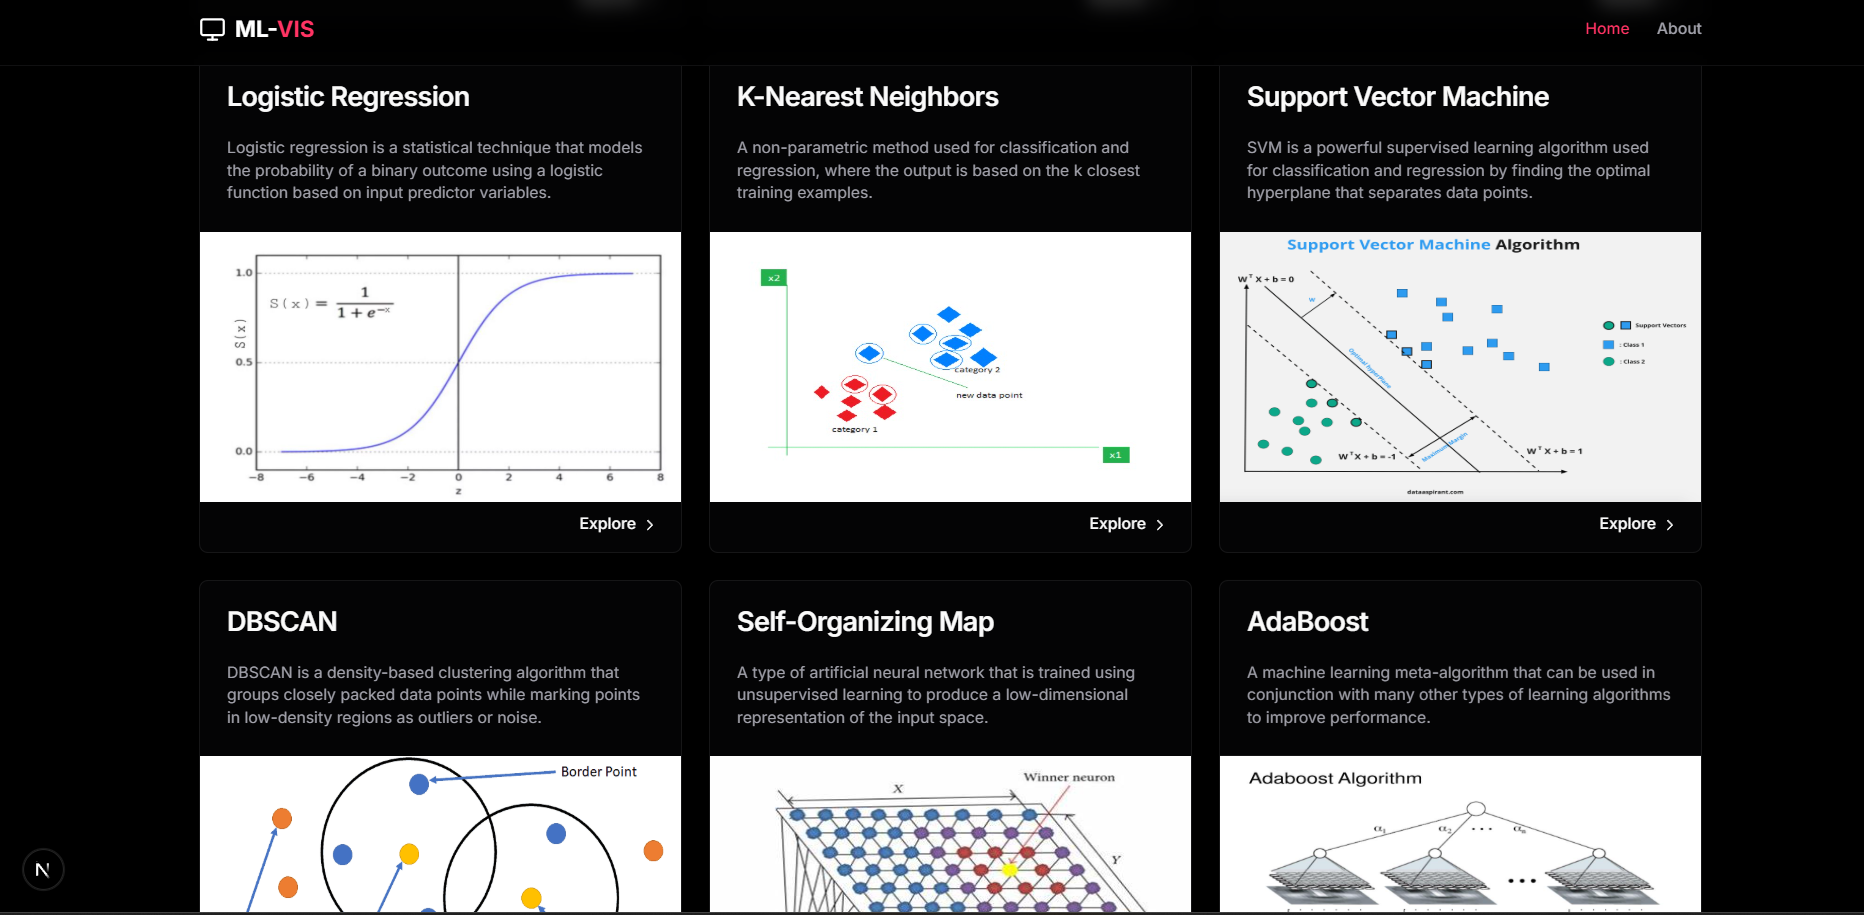 ML-VIS
Home
About
Logistic Regression
Logistic regression is a statistical technique that models
the probability of a binary outcome using a logistic
function based on input predictor variables.
S(x) = 1 / 1 + e^-x
S(x)
1.0
0.5
0.0
-8 -6 -4 -2 0 2 4 6 8
z
Explore
K-Nearest Neighbors
A non-parametric method used for classification and
regression, where the output is based on the k closest
training examples.
x2
category 2
new data point
category 1
x1
Explore
Support Vector Machine
SVM is a powerful supervised learning algorithm used
for classification and regression by finding the optimal
hyperplane that separates data points.
Support Vector Machine Algorithm
W^T X + b = 0
w
Support Vectors
: Class 1
: Class 2
Optimal hyperPlane
Maximum Margin
W^T X + b = -1
W^T X + b = 1
dataaspirant.com
Explore
DBSCAN
DBSCAN is a density-based clustering algorithm that
groups closely packed data points while marking points
in low-density regions as outliers or noise.
Border Point
Self-Organizing Map
A type of artificial neural network that is trained using
unsupervised learning to produce a low-dimensional
representation of the input space.
Winner neuron
X
Y
AdaBoost
A machine learning meta-algorithm that can be used in
conjunction with many other types of learning algorithms
to improve performance.
Adaboost Algorithm
α1 α2 ... αn
...
N